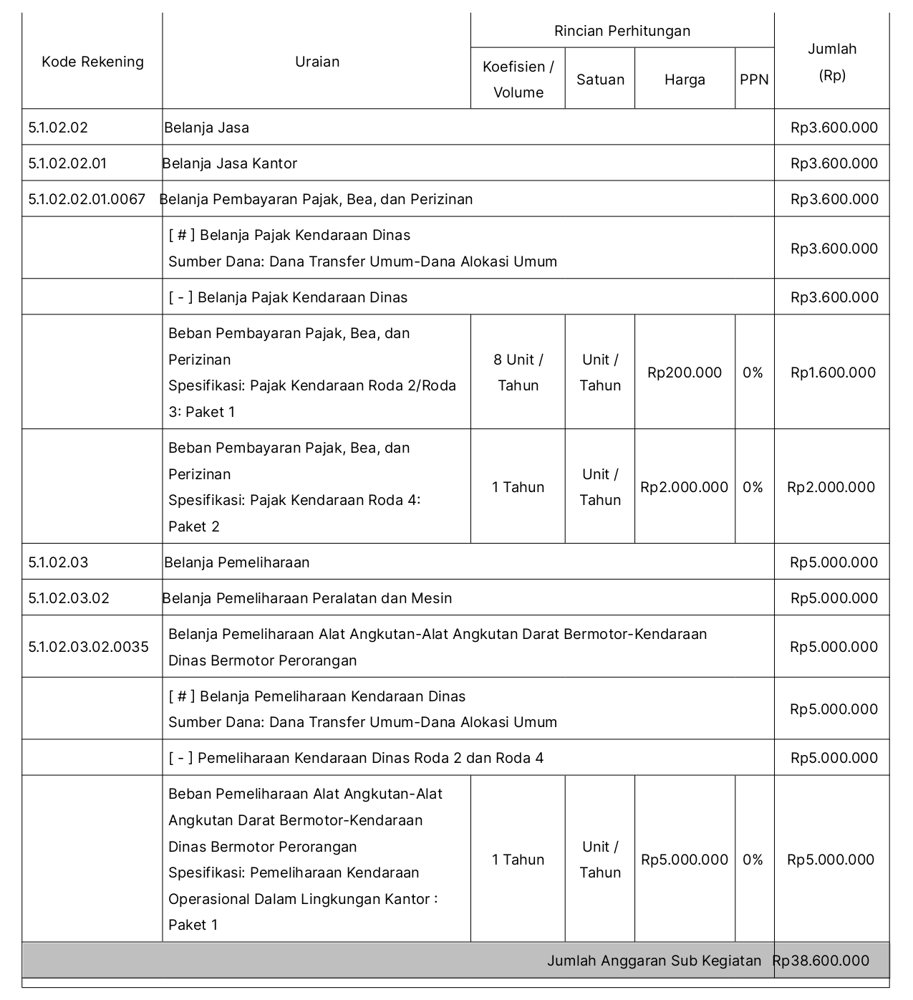 Kode Rekening
Uraian
Rincian Perhitungan
Jumlah
(Rp)
Koefisien /
Volume
Satuan
Harga
PPN
5.1.02.02 Belanja Jasa Rp3.600.000
5.1.02.02.01 Belanja Jasa Kantor Rp3.600.000
5.1.02.02.01.0067 Belanja Pembayaran Pajak, Bea, dan Perizinan Rp3.600.000
[ # ] Belanja Pajak Kendaraan Dinas
Sumber Dana: Dana Transfer Umum-Dana Alokasi Umum
Rp3.600.000
[ - ] Belanja Pajak Kendaraan Dinas Rp3.600.000
Beban Pembayaran Pajak, Bea, dan
Perizinan
Spesifikasi: Pajak Kendaraan Roda 2/Roda
3: Paket 1
8 Unit /
Tahun
Unit /
Tahun
Rp200.000
0%
Rp1.600.000
Beban Pembayaran Pajak, Bea, dan
Perizinan
Spesifikasi: Pajak Kendaraan Roda 4:
Paket 2
1 Tahun
Unit /
Tahun
Rp2.000.000
0%
Rp2.000.000
5.1.02.03 Belanja Pemeliharaan Rp5.000.000
5.1.02.03.02 Belanja Pemeliharaan Peralatan dan Mesin Rp5.000.000
5.1.02.03.02.0035
Belanja Pemeliharaan Alat Angkutan-Alat Angkutan Darat Bermotor-Kendaraan
Dinas Bermotor Perorangan
Rp5.000.000
[ # ] Belanja Pemeliharaan Kendaraan Dinas
Sumber Dana: Dana Transfer Umum-Dana Alokasi Umum
Rp5.000.000
[ - ] Pemeliharaan Kendaraan Dinas Roda 2 dan Roda 4 Rp5.000.000
Beban Pemeliharaan Alat Angkutan-Alat
Angkutan Darat Bermotor-Kendaraan
Dinas Bermotor Perorangan
Spesifikasi: Pemeliharaan Kendaraan
Operasional Dalam Lingkungan Kantor :
Paket 1
1 Tahun
Unit /
Tahun
Rp5.000.000
0%
Rp5.000.000
Jumlah Anggaran Sub Kegiatan Rp38.600.000